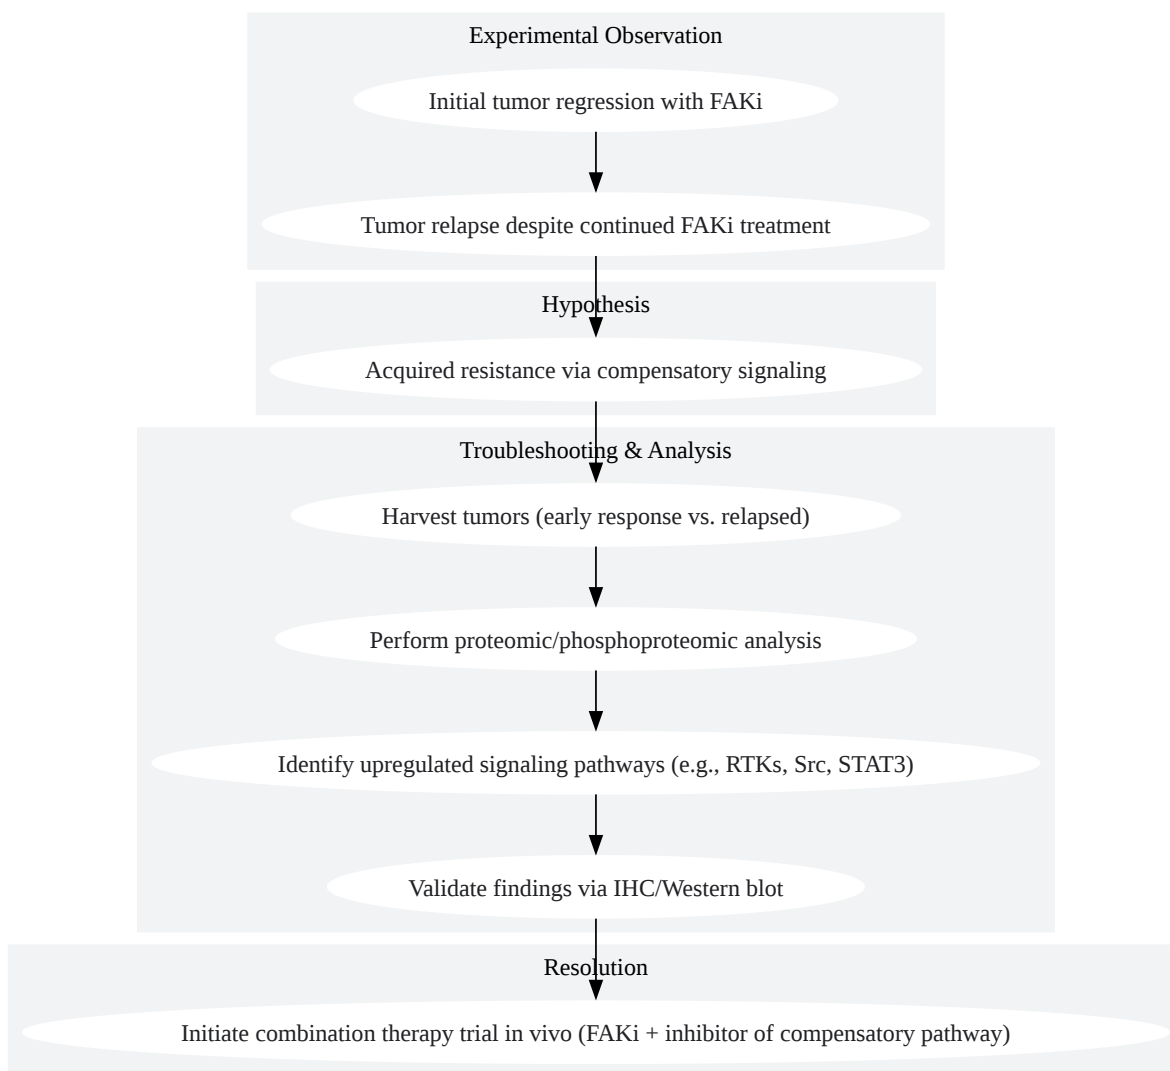 Experimental Observation
Initial tumor regression with FAKi
Tumor relapse despite continued FAKi treatment
Hypothesis
Acquired resistance via compensatory signaling
Troubleshooting & Analysis
Harvest tumors (early response vs. relapsed)
Perform proteomic/phosphoproteomic analysis
Identify upregulated signaling pathways (e.g., RTKs, Src, STAT3)
Validate findings via IHC/Western blot
Resolution
Initiate combination therapy trial in vivo (FAKi + inhibitor of compensatory pathway)